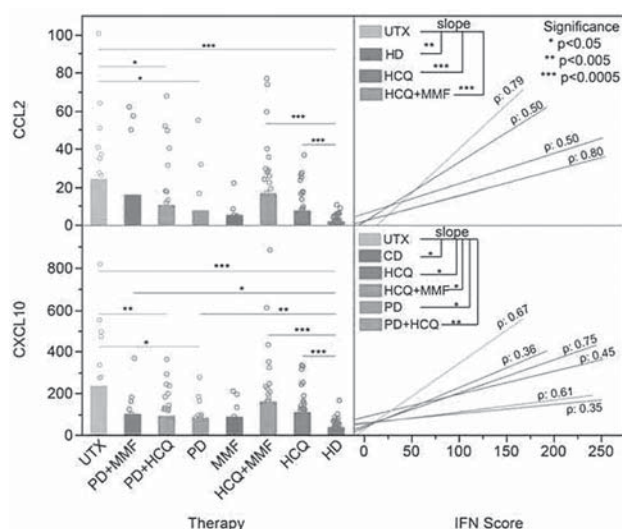 CCL2
100
80
60
40
20
0
***
*
*
***
***
slope
UTX
HD
HCQ
HCQ+MMF
**
***
***
Significance
* p<0.05
** p<0.005
*** p<0.0005
ρ: 0.79
ρ: 0.50
ρ: 0.50
ρ: 0.80
CXCL10
800
600
400
200
0
***
*
**
**
*
***
***
slope
UTX
CD
HCQ
HCQ+MMF
PD
PD+HCQ
*
*
*
*
**
ρ: 0.67
ρ: 0.36
ρ: 0.75
ρ: 0.45
ρ: 0.61
ρ: 0.35
UTX
PD+MMF
PD+HCQ
PD
MMF
HCQ+MMF
HCQ
HD
0 50 100 150 200 250
Therapy
IFN Score